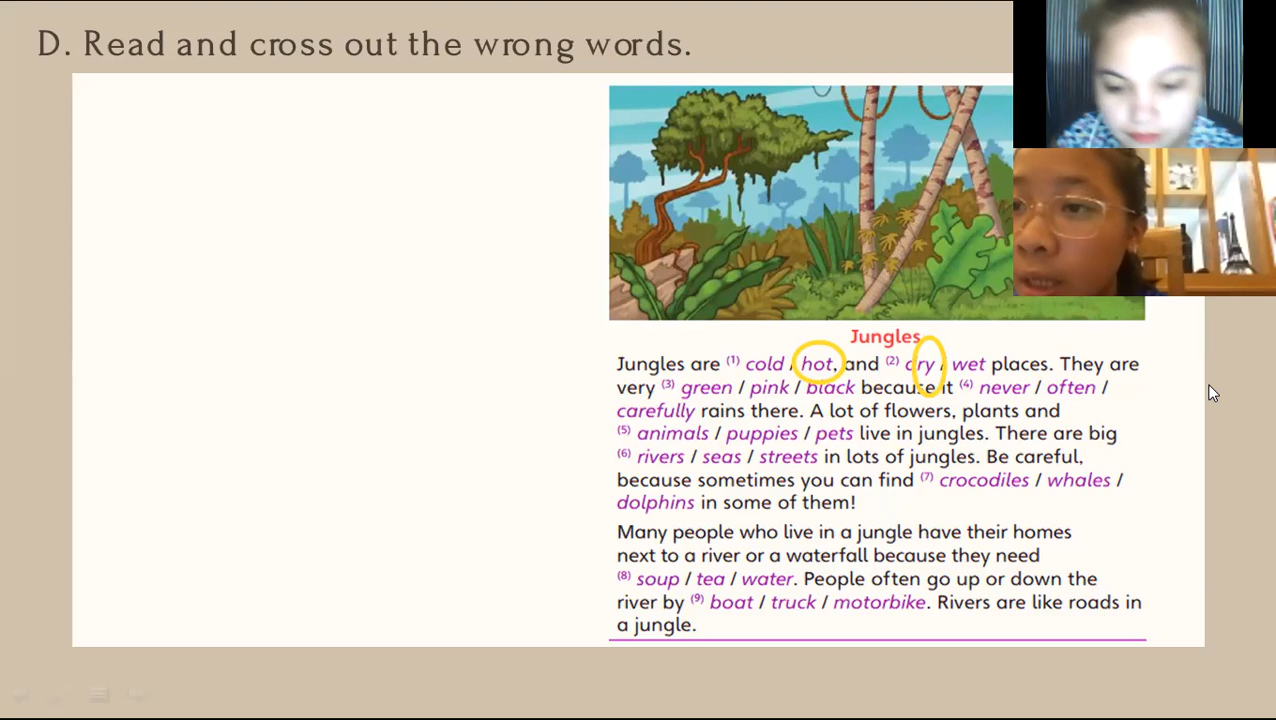 D. Read and cross out the wrong words.
Jungles
Jungles are (1) cold / hot, and (2) dry / wet places. They are
very (3) green / pink / black because it (4) never / often /
carefully rains there. A lot of flowers, plants and
(5) animals / puppies / pets live in jungles. There are big
(6) rivers / seas / streets in lots of jungles. Be careful,
because sometimes you can find (7) crocodiles / whales /
dolphins in some of them!
Many people who live in a jungle have their homes
next to a river or a waterfall because they need
(8) soup / tea / water. People often go up or down the
river by (9) boat / truck / motorbike. Rivers are like roads in
a jungle.